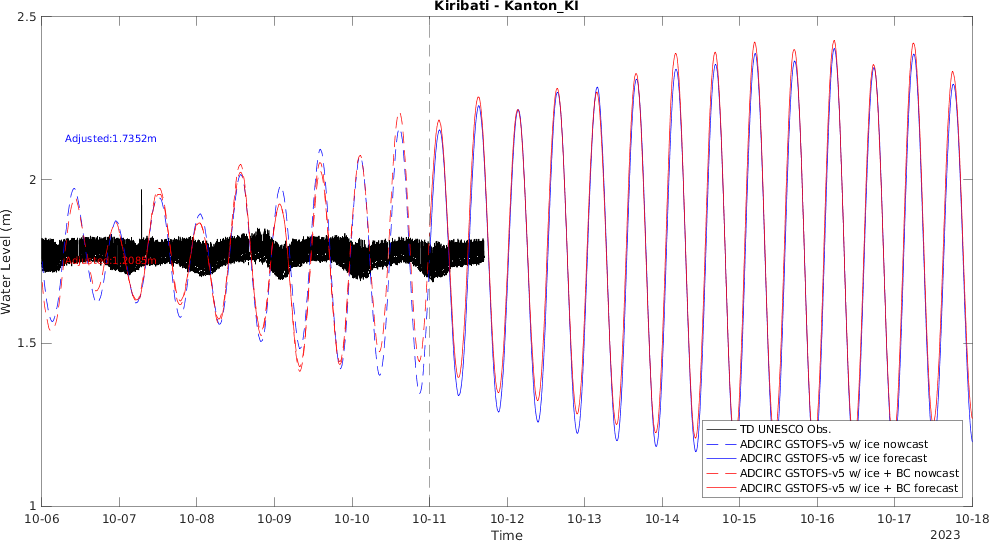 Kiribati - Kanton_KI
2.5
Adjusted:1.7352m
2
Water Level (m)
1.5
TD UNESCO Obs.
ADCIRC GSTOFS-v5 w/ ice nowcast
ADCIRC GSTOFS-v5 w/ ice forecast
ADCIRC GSTOFS-v5 w/ ice + BC nowcast
ADCIRC GSTOFS-v5 w/ ice + BC forecast
1
10-06 10-07 10-08 10-09 10-10 10-11 10-12 10-13 10-14 10-15 10-16 10-17 10-18
Time
2023